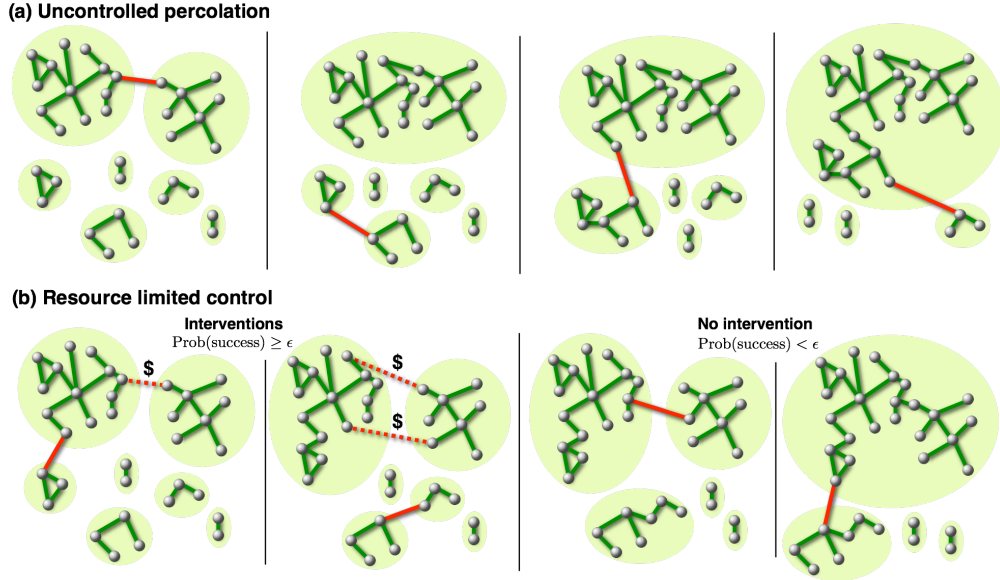 (a) Uncontrolled percolation
(b) Resource limited control
Interventions
Prob(success) ≥ ϵ
No intervention
Prob(success) < ϵ
$
$
$